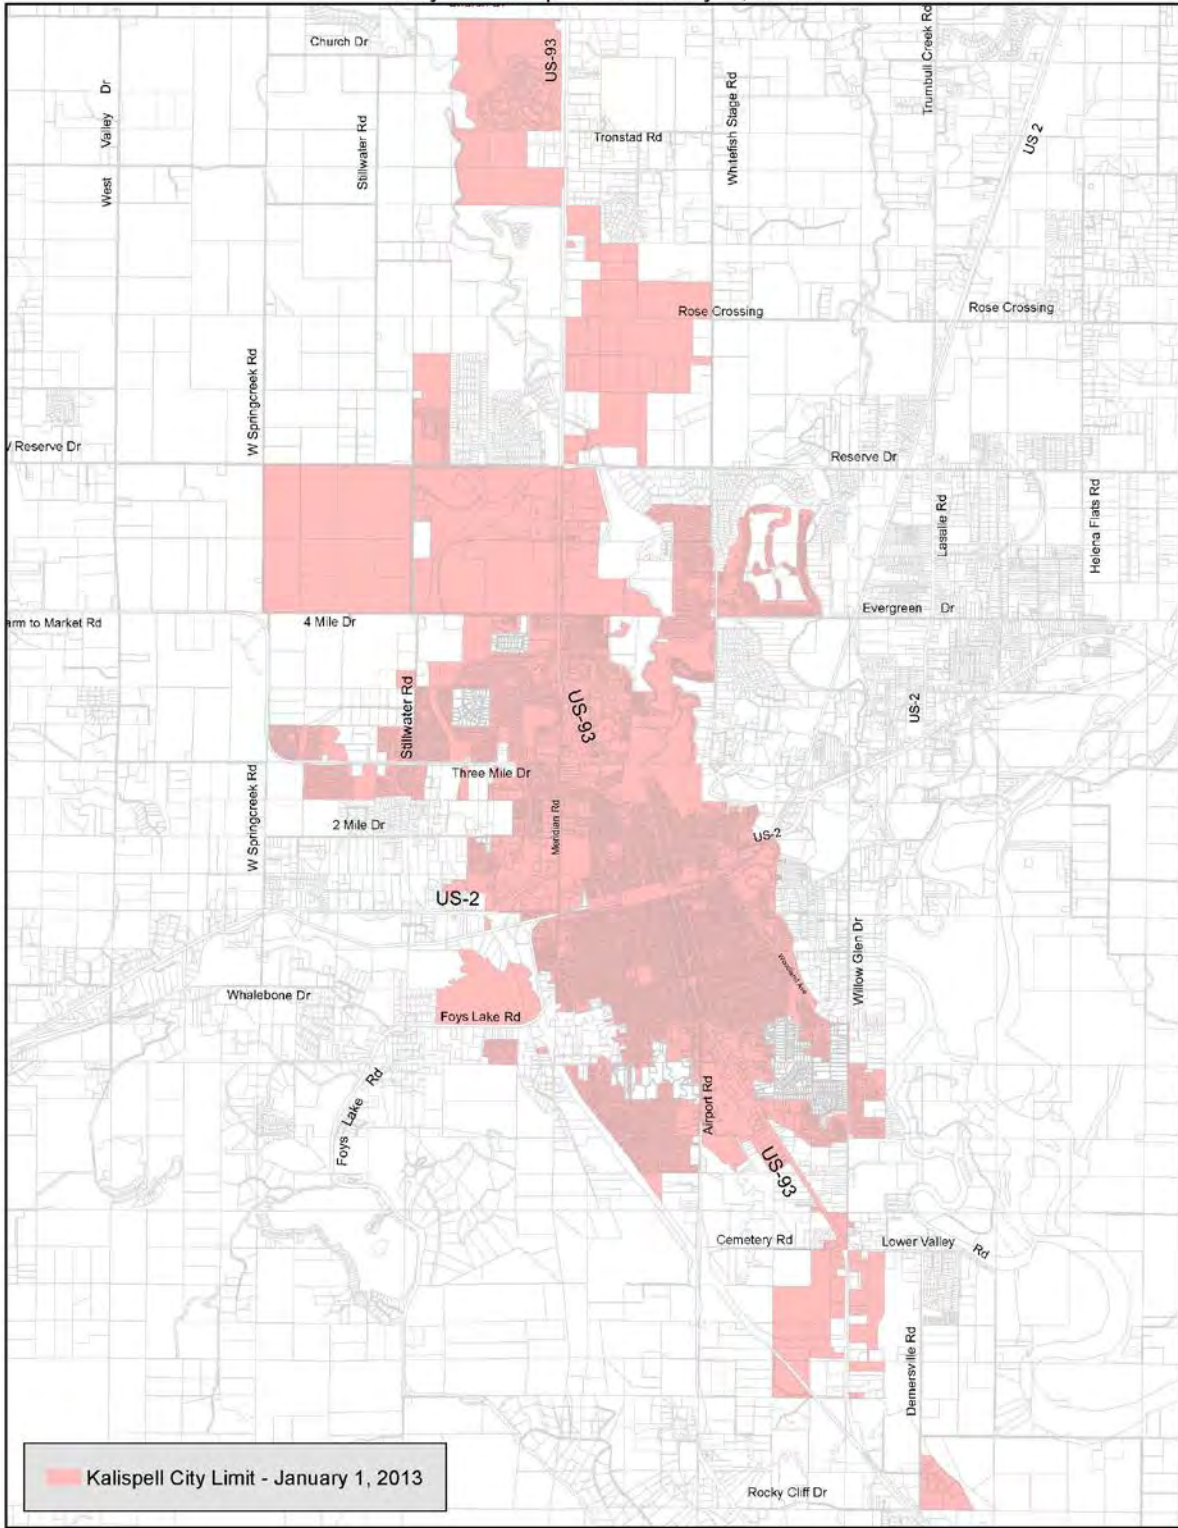 Church Dr
US-93
Trumbull Creek Rd
West Valley Dr
Stillwater Rd
Tronstad Rd
Whitefish Stage Rd
US 2
Rose Crossing
Rose Crossing
W Springcreek Rd
Reserve Dr
Reserve Dr
Lasalle Rd
Helena Flats Rd
Evergreen Dr
arm to Market Rd
4 Mile Dr
Stillwater Rd
US-93
US-2
Three Mile Dr
W Springcreek Rd
2 Mile Dr
Meridian Rd
US-2
US-2
Willow Glen Dr
Woodland Ave
Whalebone Dr
Foys Lake Rd
Foys Lake Rd
Airport Rd
US-93
Cemetery Rd
Lower Valley Rd
Demersville Rd
Kalispell City Limit - January 1, 2013
Rocky Cliff Dr